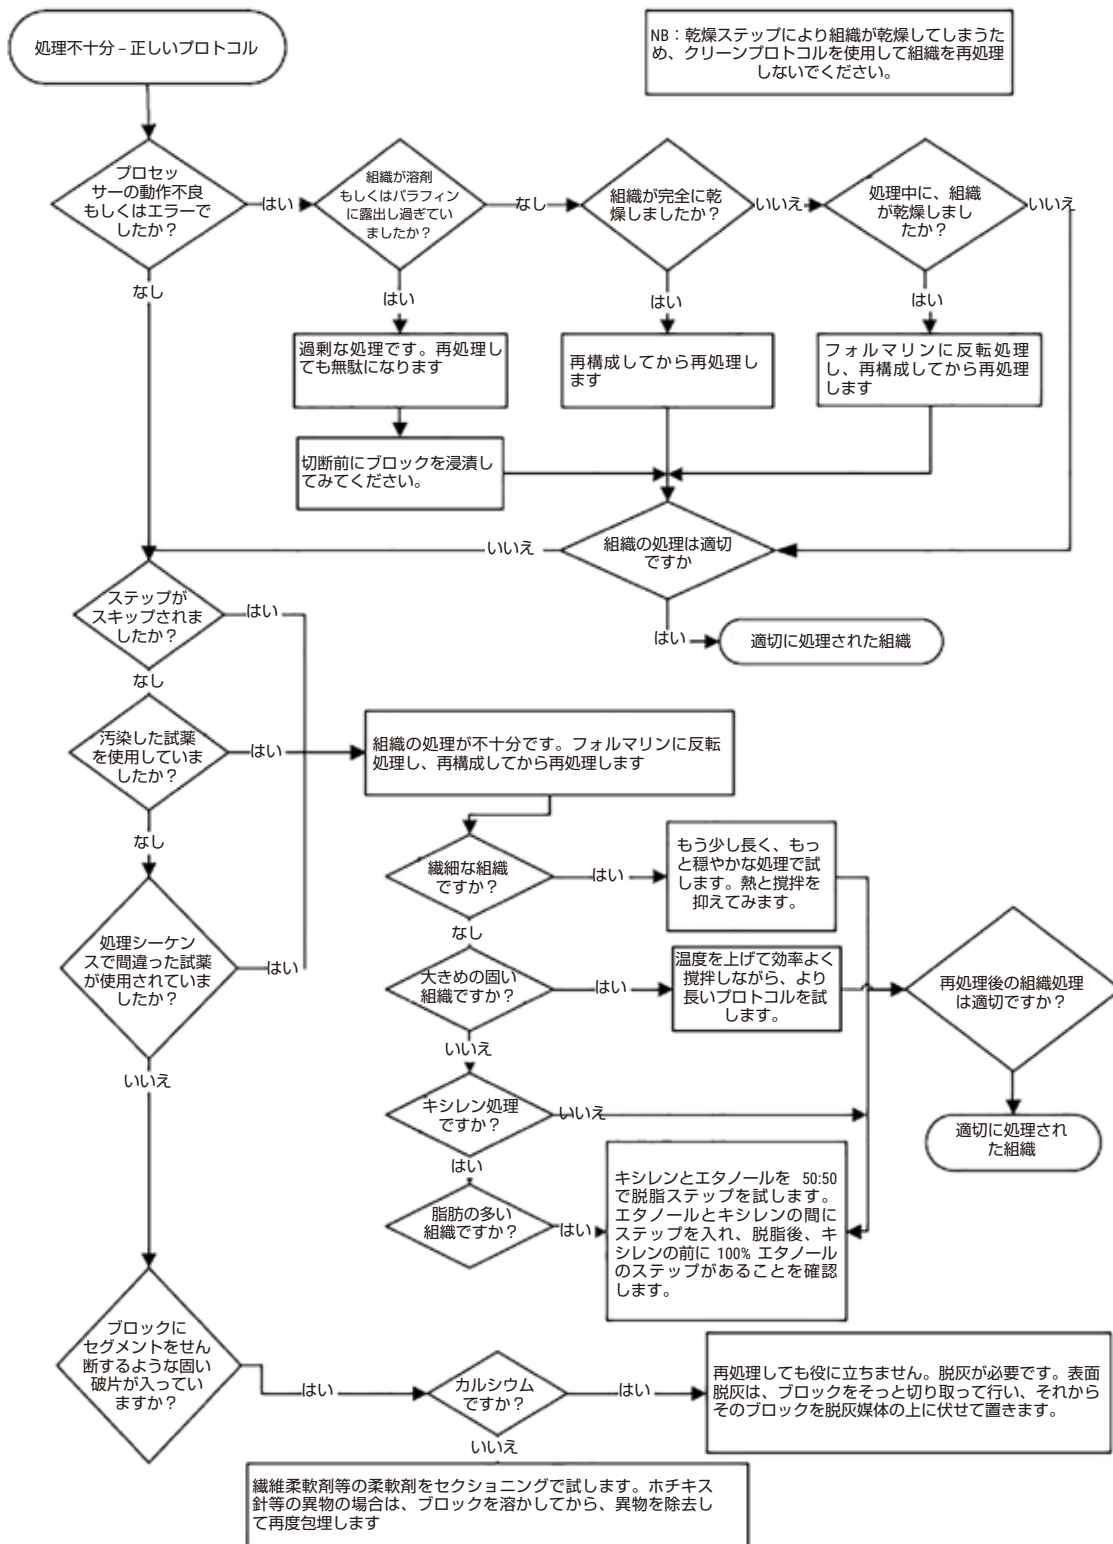 処理不十分 – 正しいプロトコル
NB：乾燥ステップにより組織が乾燥してしまうた
め、クリーンプロトコルを使用して組織を再処理
しないでください。
プロセッ
サーの動作不良
もしくはエラーで
したか？
はい
組織が溶剤
もしくはパラフィン
に露出し過ぎてい
ましたか？
なし
組織が完全に乾
燥しましたか？
いいえ
処理中に、組織
が乾燥しまし
たか？
いいえ
なし
はい
はい
はい
過剰な処理です。再処理し
ても無駄になります
再構成してから再処理し
ます
フォルマリンに反転処理
し、再構成してから再処理
します
切断前にブロックを浸漬し
てみてください。
いいえ
組織の処理は適切
ですか
ステップが
スキップされま
したか？
はい
はい
適切に処理された組織
なし
汚染した試薬
を使用していま
したか？
はい
組織の処理が不十分です。フォルマリンに反転
処理し、再構成してから再処理します
なし
繊細な組織
ですか？
はい
もう少し長く、もっ
と穏やかな処理で試
します。熱と撹拌を
抑えてみます。
処理シーケン
スで間違った試薬
が使用されていま
したか？
はい
なし
大きめの固い
組織ですか？
はい
温度を上げて効率よく
撹拌しながら、より
長いプロトコルを試
します。
再処理後の組織処理
は適切ですか？
いいえ
いいえ
キシレン処理
ですか？
いいえ
適切に処理され
た組織
はい
脂肪の多い
組織ですか？
はい
キシレンとエタノールを 50:50
で脱脂ステップを試します。
エタノールとキシレンの間に
ステップを入れ、脱脂後、キ
シレンの前に 100% エタノール
のステップがあることを確認
します。
ブロックに
セグメントをせん
断するような固い
破片が入ってい
ますか？
はい
カルシウム
ですか？
はい
再処理しても役に立ちません。脱灰が必要です。表面
脱灰は、ブロックをそっと切り取って行い、それから
そのブロックを脱灰媒体の上に伏せて置きます。
いいえ
繊維柔軟剤等の柔軟剤をセクショニングで試します。ホチキス
針等の異物の場合は、ブロックを溶かしてから、異物を除去し
て再度包埋します